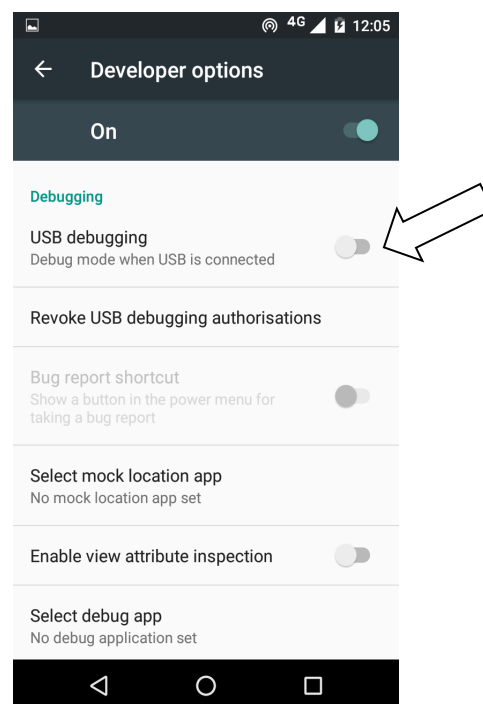 4G 12:05
Developer options
On
Debugging
USB debugging
Debug mode when USB is connected
Revoke USB debugging authorisations
Bug report shortcut
Show a button in the power menu for
taking a bug report
Select mock location app
No mock location app set
Enable view attribute inspection
Select debug app
No debug application set